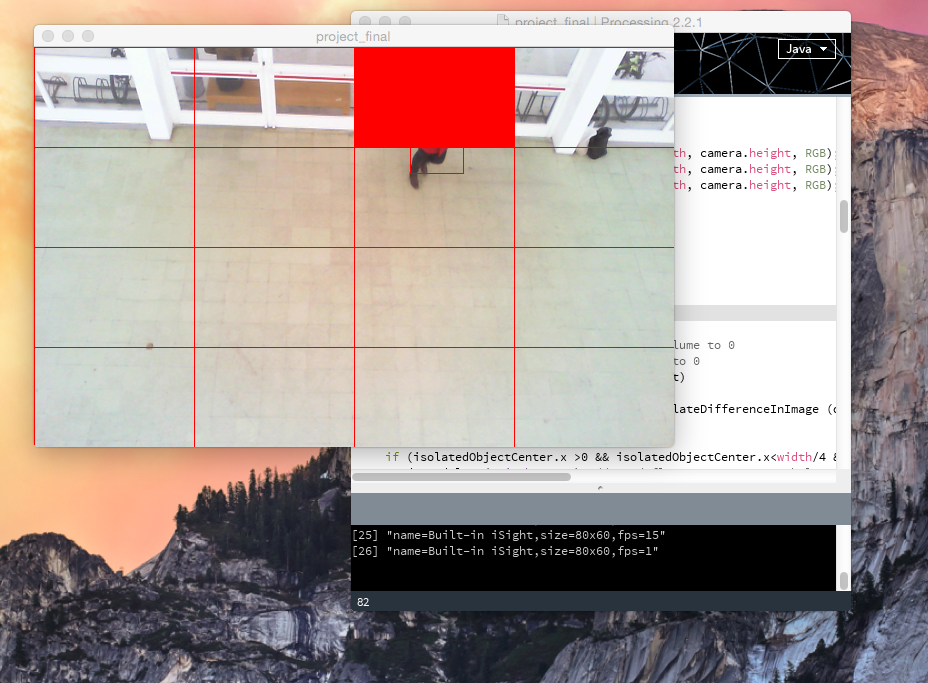 project_final | Processing 2.2.1
project_final
Java
th, camera.height, RGB)
th, camera.height, RGB)
th, camera.height, RGB)
lume to 0
to 0
t)
lateDifferenceInImage (c
if (isolatedObjectCenter.x >0 && isolatedObjectCenter.x<width/4 &
[25] "name=Built-in iSight,size=80x60,fps=15"
[26] "name=Built-in iSight,size=80x60,fps=1"
82